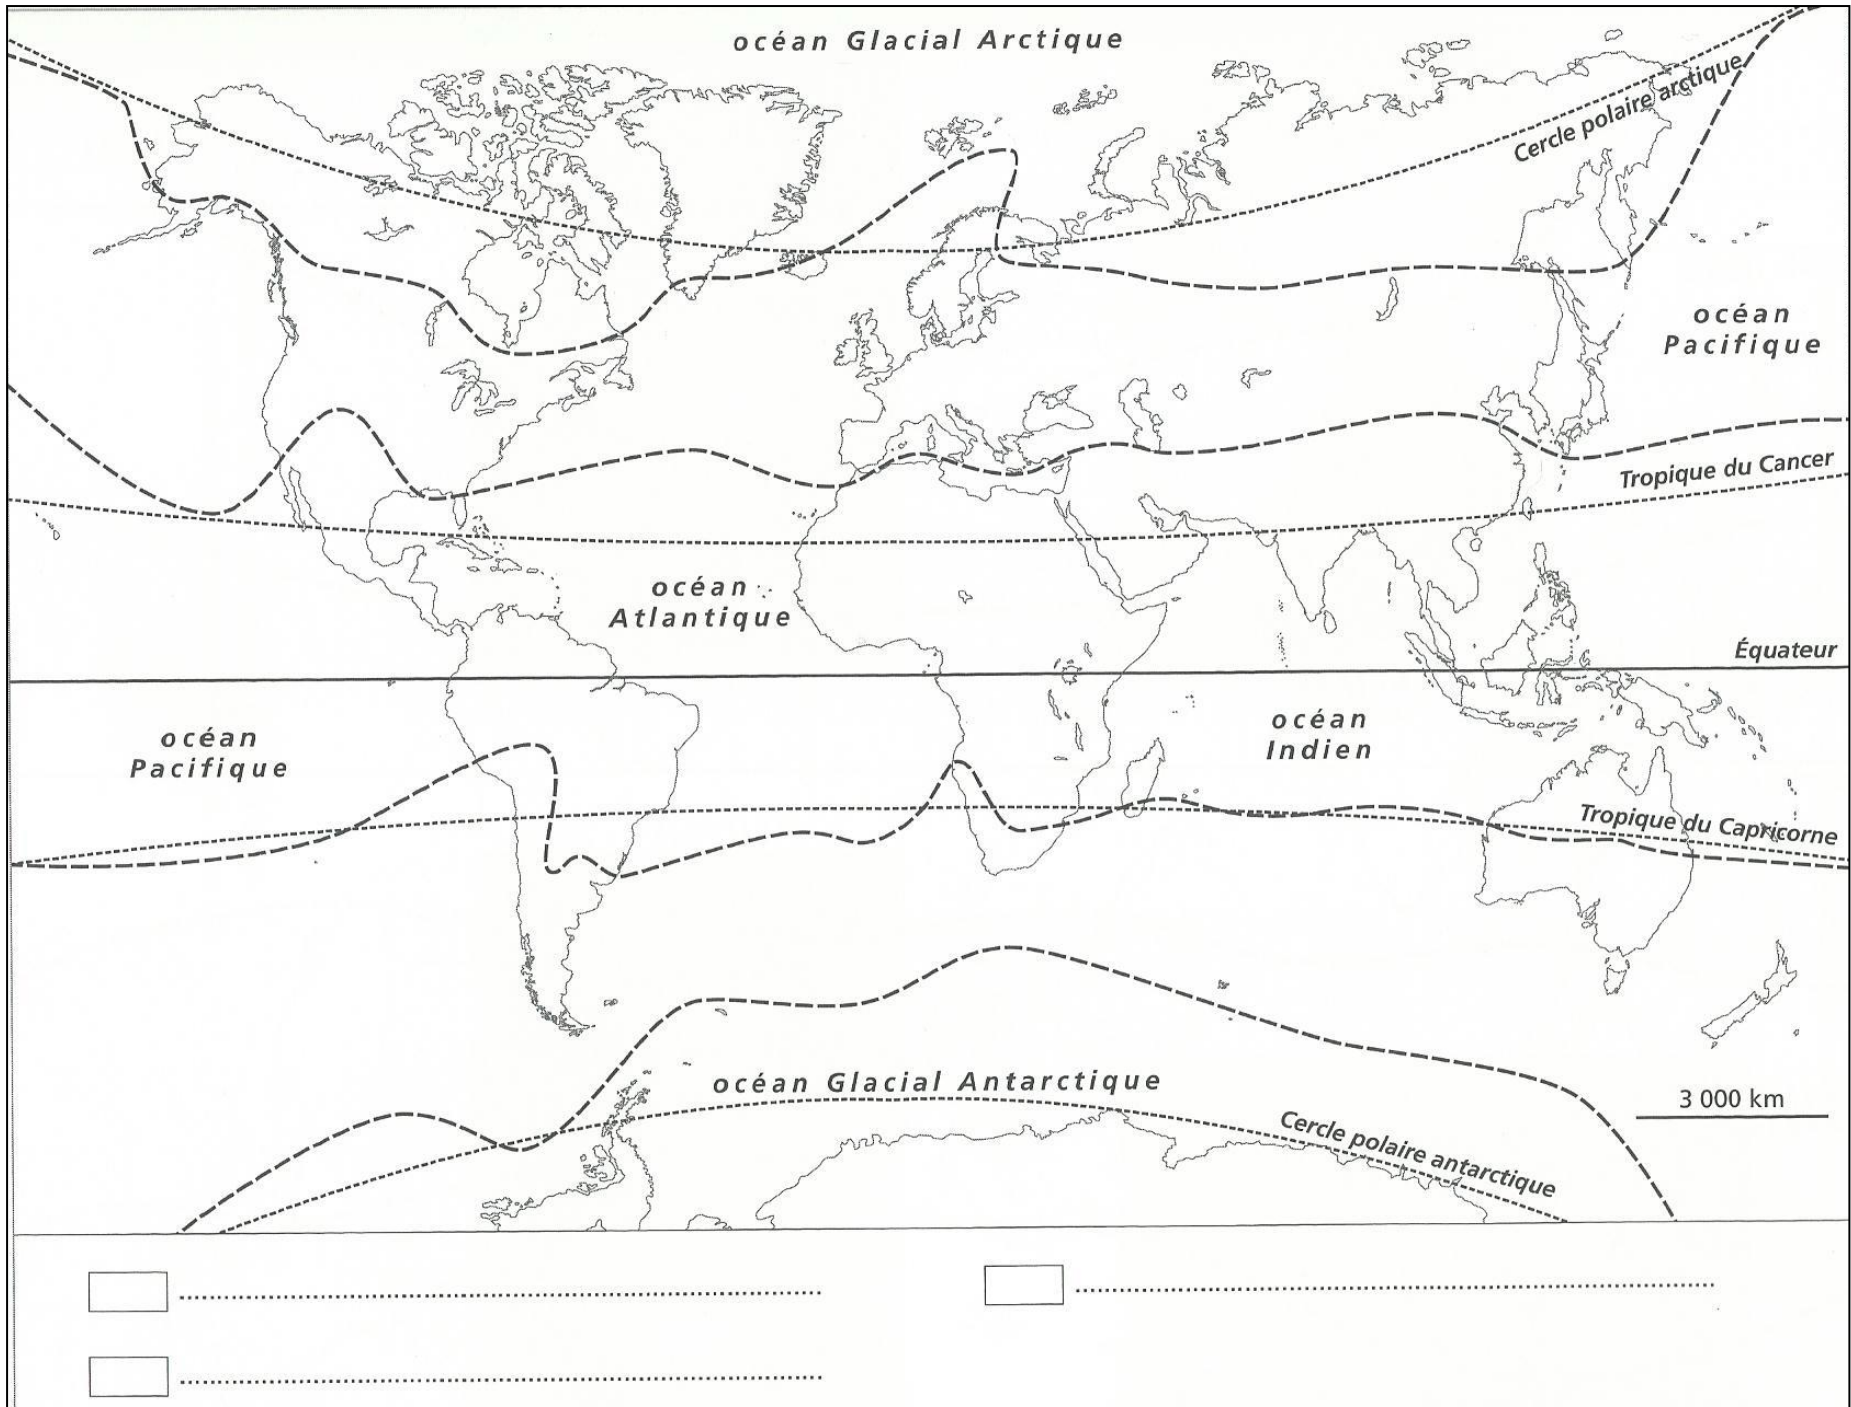 océan Glacial Arctique
Cercle polaire arctique
océan
Pacifique
Tropique du Cancer
océan
Atlantique
Équateur
océan
Pacifique
océan
Indien
Tropique du Capricorne
océan Glacial Antarctique
3 000 km
Cercle polaire antarctique